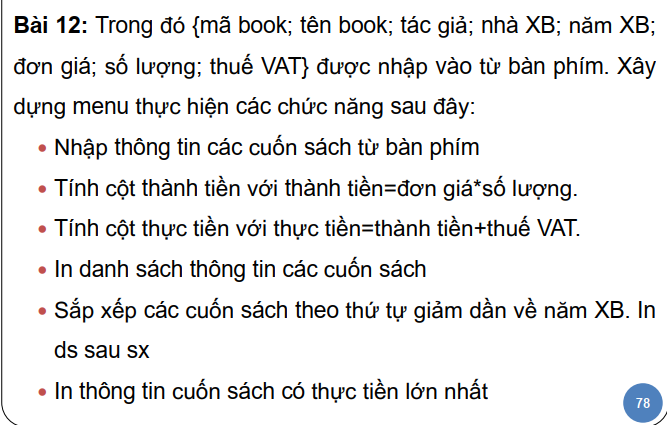 Bài 12: Trong đó {mã book; tên book; tác giả; nhà XB; năm XB;
đơn giá; số lượng; thuế VAT} được nhập vào từ bàn phím. Xây
dựng menu thực hiện các chức năng sau đây:
• Nhập thông tin các cuốn sách từ bàn phím
• Tính cột thành tiền với thành tiền=đơn giá*số lượng.
• Tính cột thực tiền với thực tiền=thành tiền+thuế VAT.
• In danh sách thông tin các cuốn sách
• Sắp xếp các cuốn sách theo thứ tự giảm dần về năm XB. In
ds sau sx
• In thông tin cuốn sách có thực tiền lớn nhất
78